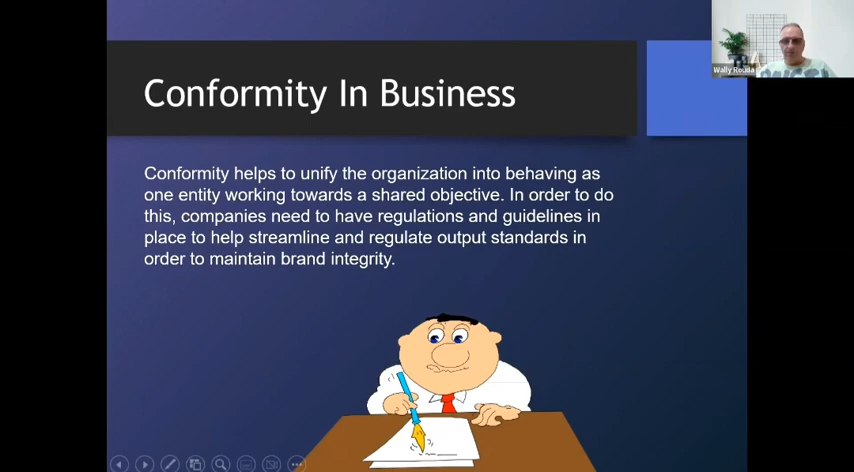 Conformity In Business
Wally Rouda
Conformity helps to unify the organization into behaving as
one entity working towards a shared objective. In order to do
this, companies need to have regulations and guidelines in
place to help streamline and regulate output standards in
order to maintain brand integrity.